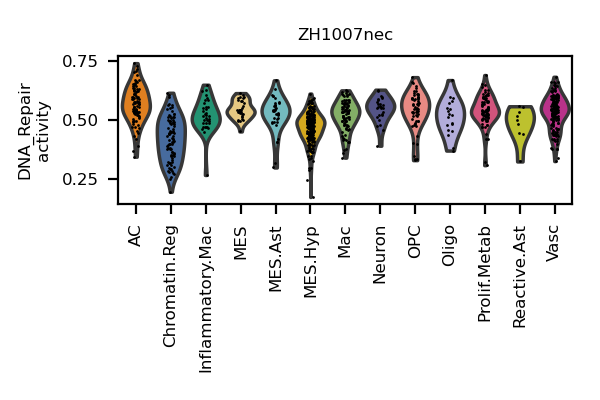 ZH1007nec
DNA_Repair
activity
0.75
0.50
0.25
AC
Chromatin.Reg
Inflammatory.Mac
MES
MES.Ast
MES.Hyp
Mac
Neuron
OPC
Oligo
Prolif.Metab
Reactive.Ast
Vasc